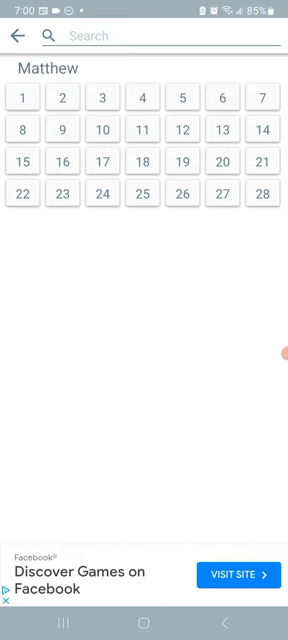 7:00 85%
Search
Matthew
1 2 3 4 5 6 7
8 9 10 11 12 13 14
15 16 17 18 19 20 21
22 23 24 25 26 27 28
Facebook®
Discover Games on
Facebook
VISIT SITE